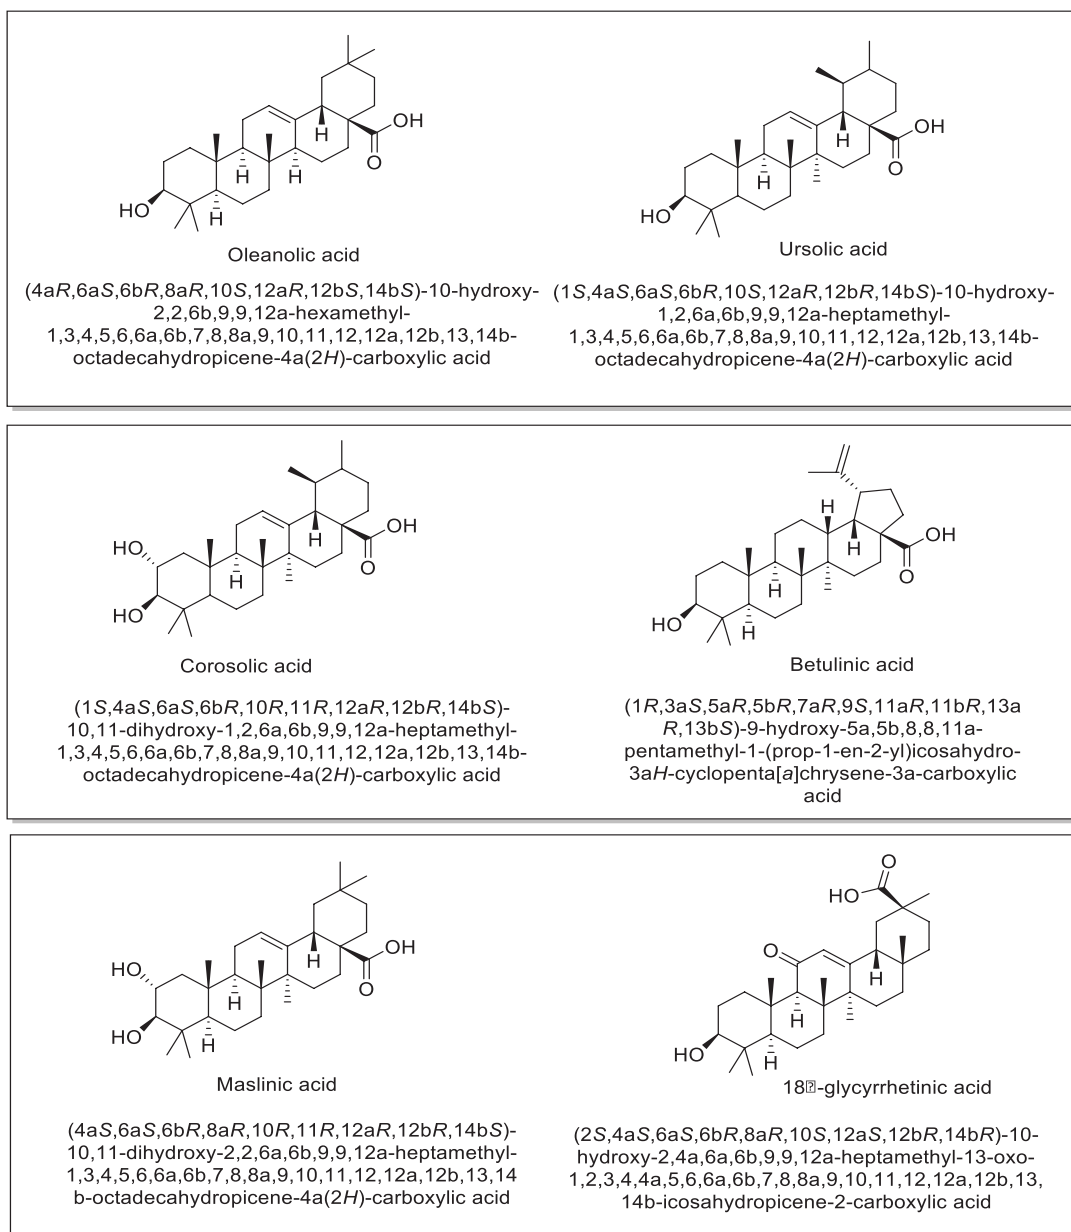 OH
O
H
H
H
H
HO
Oleanolic acid
(4aR,6aS,6bR,8aR,10S,12aR,12bS,14bS)-10-hydroxy-
2,2,6b,9,9,12a-hexamethyl-
1,3,4,5,6,6a,6b,7,8,8a,9,10,11,12,12a,12b,13,14b-
octadecahydropicene-4a(2H)-carboxylic acid
OH
O
H
H
HO
Ursolic acid
(1S,4aS,6aS,6bR,10S,12aR,12bR,14bS)-10-hydroxy-
1,2,6a,6b,9,9,12a-heptamethyl-
1,3,4,5,6,6a,6b,7,8,8a,9,10,11,12,12a,12b,13,14b-
octadecahydropicene-4a(2H)-carboxylic acid
OH
O
H
H
HO
HO
Corosolic acid
(1S,4aS,6aS,6bR,10R,11R,12aR,12bR,14bS)-
10,11-dihydroxy-1,2,6a,6b,9,9,12a-heptamethyl-
1,3,4,5,6,6a,6b,7,8,8a,9,10,11,12,12a,12b,13,14b-
octadecahydropicene-4a(2H)-carboxylic acid
H
OH
H
O
H
H
HO
Betulinic acid
(1R,3aS,5aR,5bR,7aR,9S,11aR,11bR,13a
R,13bS)-9-hydroxy-5a,5b,8,8,11a-
pentamethyl-1-(prop-1-en-2-yl)icosahydro-
3aH-cyclopenta[a]chrysene-3a-carboxylic
acid
OH
O
H
H
H
HO
HO
Maslinic acid
(4aS,6aS,6bR,8aR,10R,11R,12aR,12bR,14bS)-
10,11-dihydroxy-2,2,6a,6b,9,9,12a-heptamethyl-
1,3,4,5,6,6a,6b,7,8,8a,9,10,11,12,12a,12b,13,14
b-octadecahydropicene-4a(2H)-carboxylic acid
O
HO
O
H
H
H
HO
18-glycyrrhetinic acid
(2S,4aS,6aS,6bR,8aR,10S,12aS,12bR,14bR)-10-
hydroxy-2,4a,6a,6b,9,9,12a-heptamethyl-13-oxo-
1,2,3,4,4a,5,6,6a,6b,7,8,8a,9,10,11,12,12a,12b,13,
14b-icosahydropicene-2-carboxylic acid